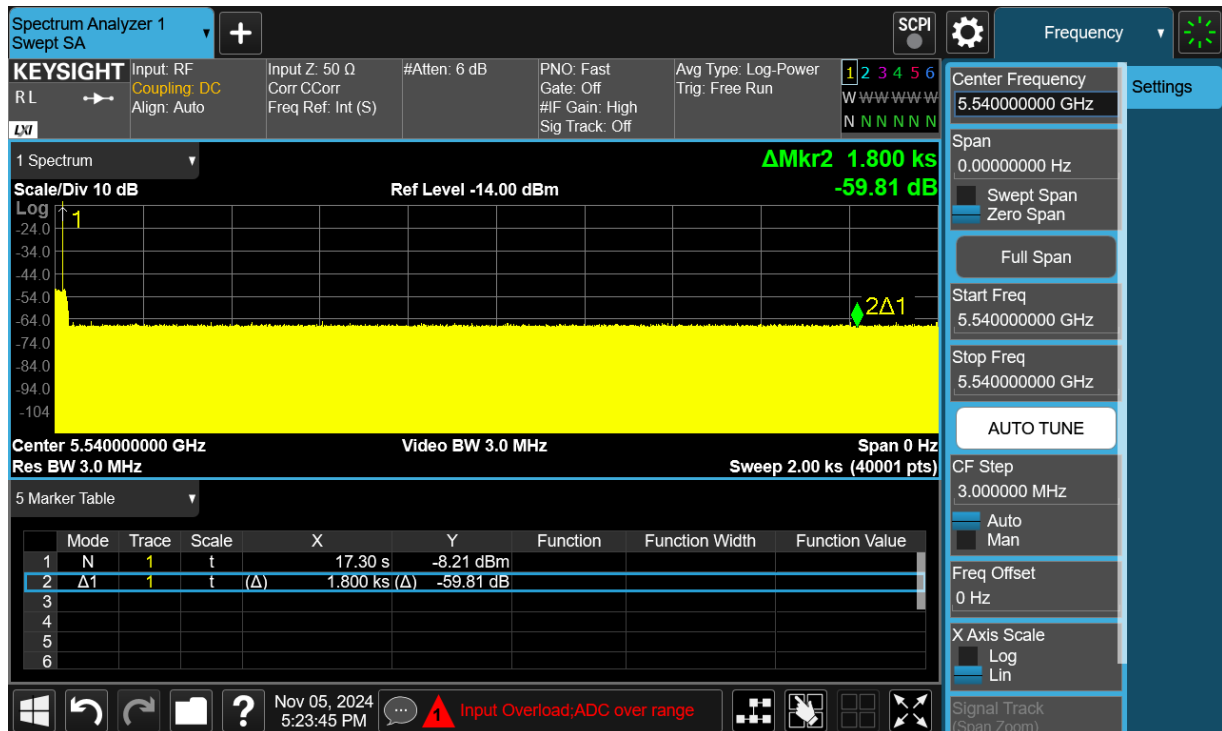 Spectrum Analyzer 1
Swept SA
+
SCPI
Frequency
KEYSIGHT
RL
LXI
Input: RF
Coupling: DC
Align: Auto
Input Z: 50 Ω
Corr CCorr
Freq Ref: Int (S)
#Atten: 6 dB
PNO: Fast
Gate: Off
#IF Gain: High
Sig Track: Off
Avg Type: Log-Power
Trig: Free Run
1 2 3 4 5 6
W W W W W W
N N N N N N
1 Spectrum
ΔMkr2 1.800 ks
-59.81 dB
Scale/Div 10 dB
Ref Level -14.00 dBm
Log
1
-24.0
-34.0
-44.0
-54.0
2Δ1
-64.0
-74.0
-84.0
-94.0
-104
Center 5.540000000 GHz
Video BW 3.0 MHz
Span 0 Hz
Res BW 3.0 MHz
Sweep 2.00 ks (40001 pts)
5 Marker Table
Mode Trace Scale X Y Function Function Width Function Value
1 N 1 t 17.30 s -8.21 dBm
2 Δ1 1 t (Δ) 1.800 ks (Δ) -59.81 dB
3
4
5
6
Nov 05, 2024
5:23:45 PM
?
1
Input Overload;ADC over range
Center Frequency
5.540000000 GHz
Settings
Span
0.00000000 Hz
Swept Span
Zero Span
Full Span
Start Freq
5.540000000 GHz
Stop Freq
5.540000000 GHz
AUTO TUNE
CF Step
3.000000 MHz
Auto
Man
Freq Offset
0 Hz
X Axis Scale
Log
Lin
Signal Track
(Span Zoom)